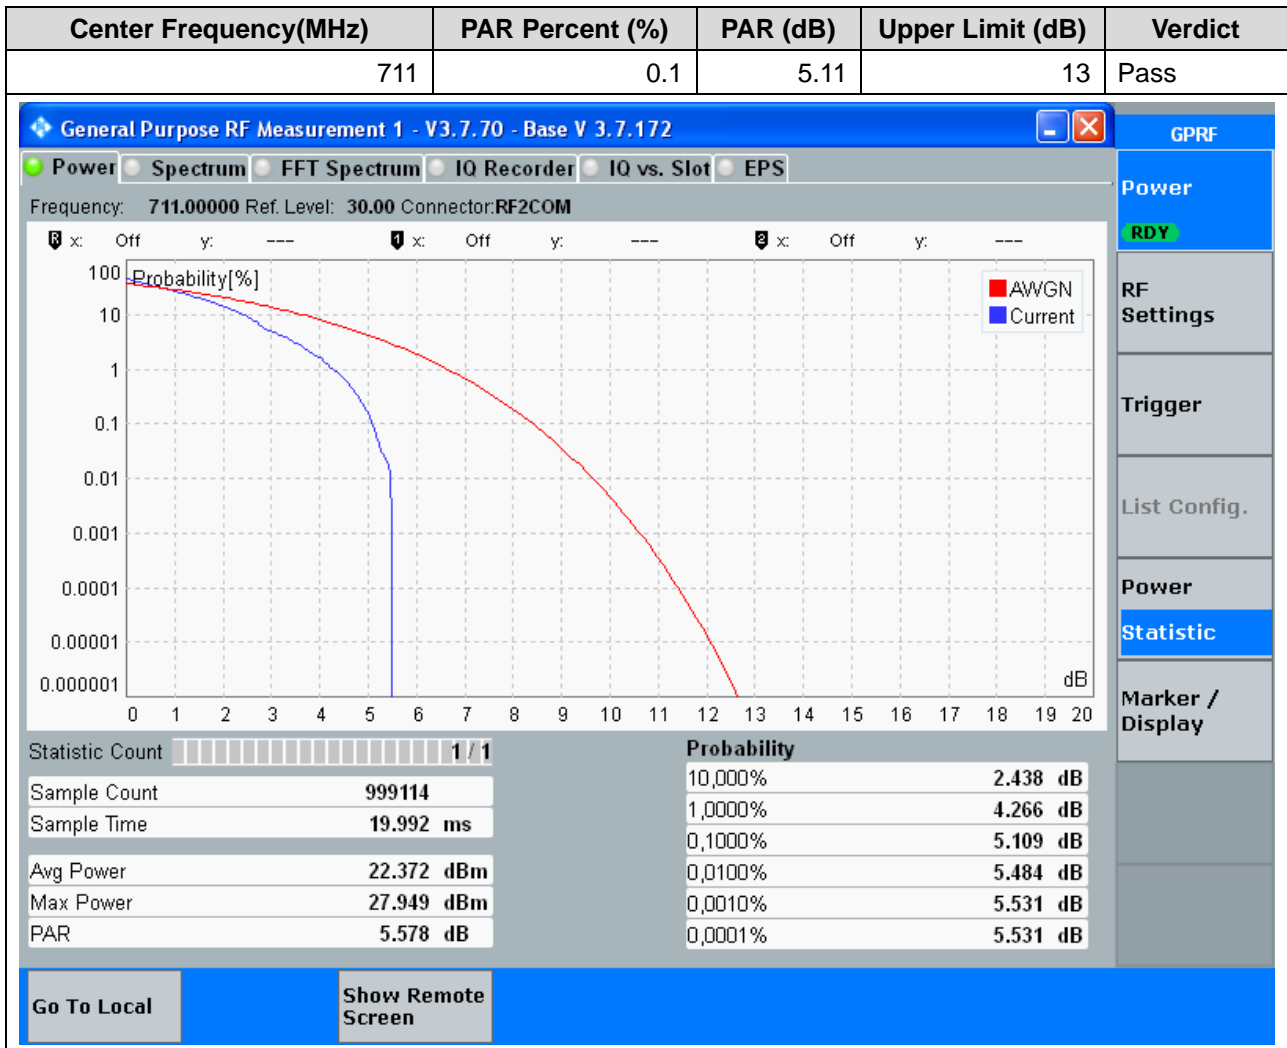 Center Frequency(MHz) PAR Percent (%) PAR (dB) Upper Limit (dB) Verdict
711 0.1 5.11 13 Pass
General Purpose RF Measurement 1 - V3.7.70 - Base V 3.7.172
GPRF
Power Spectrum FFT Spectrum IQ Recorder IQ vs. Slot EPS
Power
RDY
Frequency: 711.00000 Ref. Level: 30.00 Connector:RF2COM
R x: Off y: --- 1 x: Off y: --- 2 x: Off y: ---
Probability[%]
AWGN
Current
100
10
1
0.1
0.01
0.001
0.0001
0.00001
0.000001
dB
0 1 2 3 4 5 6 7 8 9 10 11 12 13 14 15 16 17 18 19 20
RF
Settings
Trigger
List Config.
Power
Statistic
Marker /
Display
Statistic Count 1 / 1
Sample Count 999114
Sample Time 19.992 ms
Avg Power 22.372 dBm
Max Power 27.949 dBm
PAR 5.578 dB
Probability
10,000% 2.438 dB
1,0000% 4.266 dB
0,1000% 5.109 dB
0,0100% 5.484 dB
0,0010% 5.531 dB
0,0001% 5.531 dB
Go To Local
Show Remote
Screen